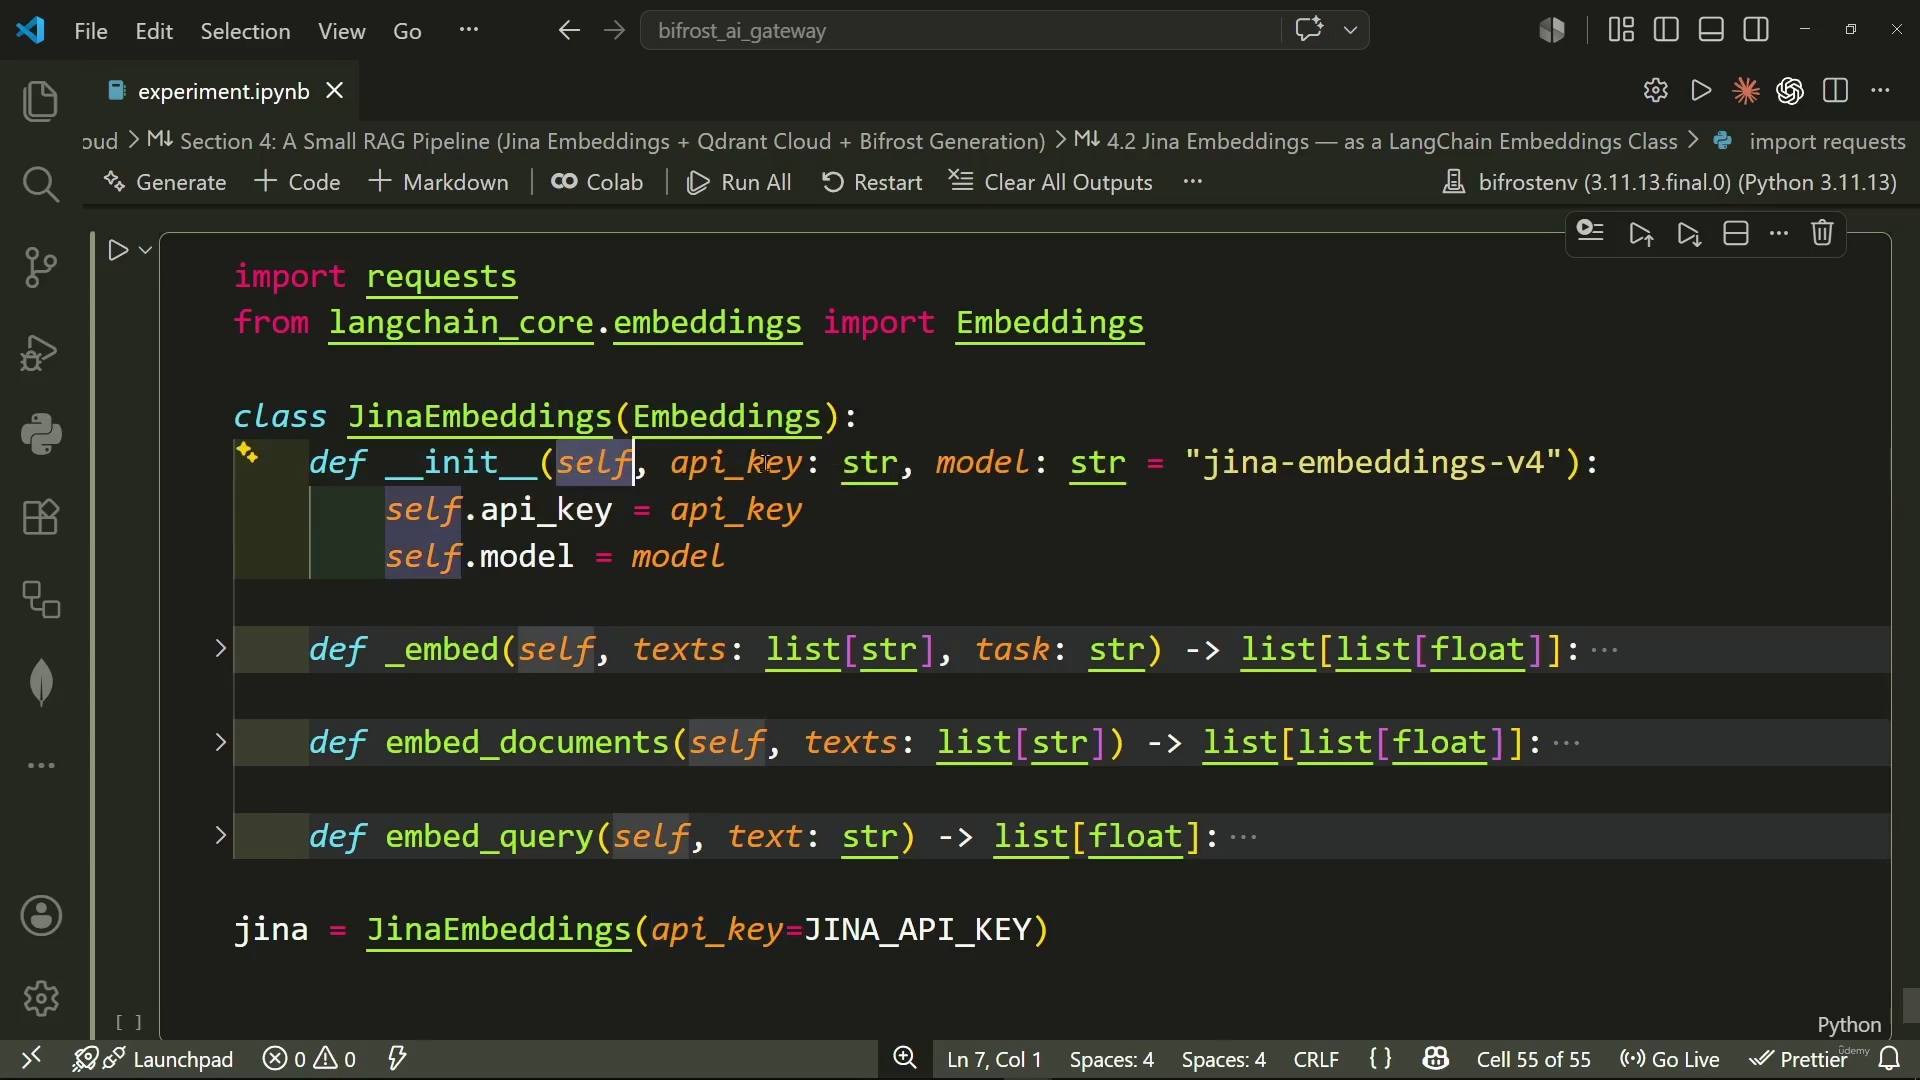 File Edit Selection View Go ···
bifrost_ai_gateway
experiment.ipynb
oud > M↓ Section 4: A Small RAG Pipeline (Jina Embeddings + Qdrant Cloud + Bifrost Generation) > M↓ 4.2 Jina Embeddings — as a LangChain Embeddings Class > import requests
Generate + Code + Markdown Colab Run All Restart Clear All Outputs ··· bifrostenv (3.11.13.final.0) (Python 3.11.13)
import requests
from langchain_core.embeddings import Embeddings
class JinaEmbeddings(Embeddings):
def __init__(self, api_key: str, model: str = "jina-embeddings-v4"):
self.api_key = api_key
self.model = model
def _embed(self, texts: list[str], task: str) -> list[list[float]]:···
def embed_documents(self, texts: list[str]) -> list[list[float]]:···
def embed_query(self, text: str) -> list[float]:···
jina = JinaEmbeddings(api_key=JINA_API_KEY)
[ ]
Python
Launchpad 0 0 Ln 7, Col 1 Spaces: 4 Spaces: 4 CRLF { } Cell 55 of 55 Go Live Prettier
udemy